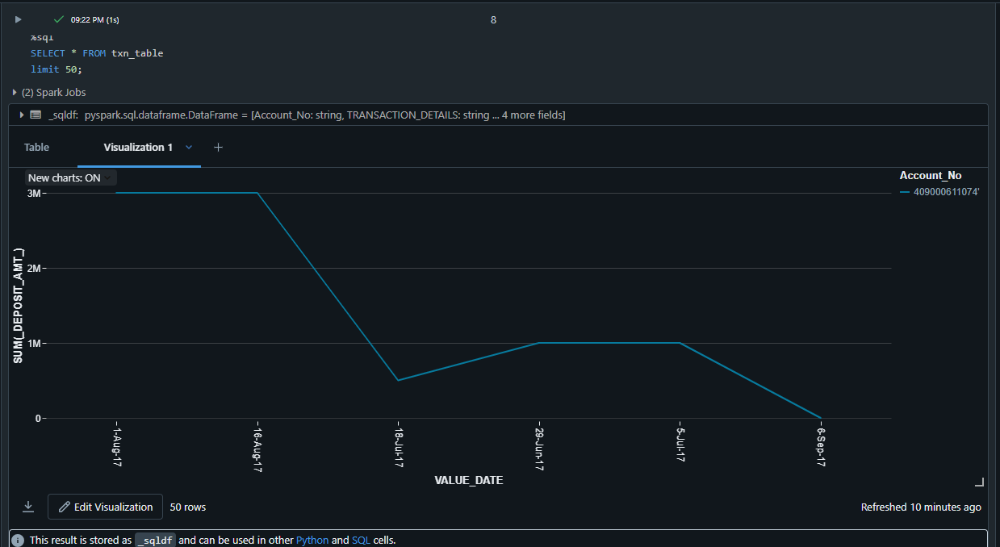 09:22 PM (1s)
8
%sql
SELECT * FROM txn_table
limit 50;
(2) Spark Jobs
_sqldf: pyspark.sql.dataframe.DataFrame = [Account_No: string, TRANSACTION_DETAILS: string ... 4 more fields]
Table
Visualization 1
+
New charts: ON
Account_No
409000611074'
3M
2M
1M
0
SUM(_DEPOSIT_AMT_)
1-Aug-17
16-Aug-17
18-Jul-17
29-Jun-17
5-Jul-17
6-Sep-17
VALUE_DATE
Edit Visualization
50 rows
Refreshed 10 minutes ago
This result is stored as _sqldf and can be used in other Python and SQL cells.